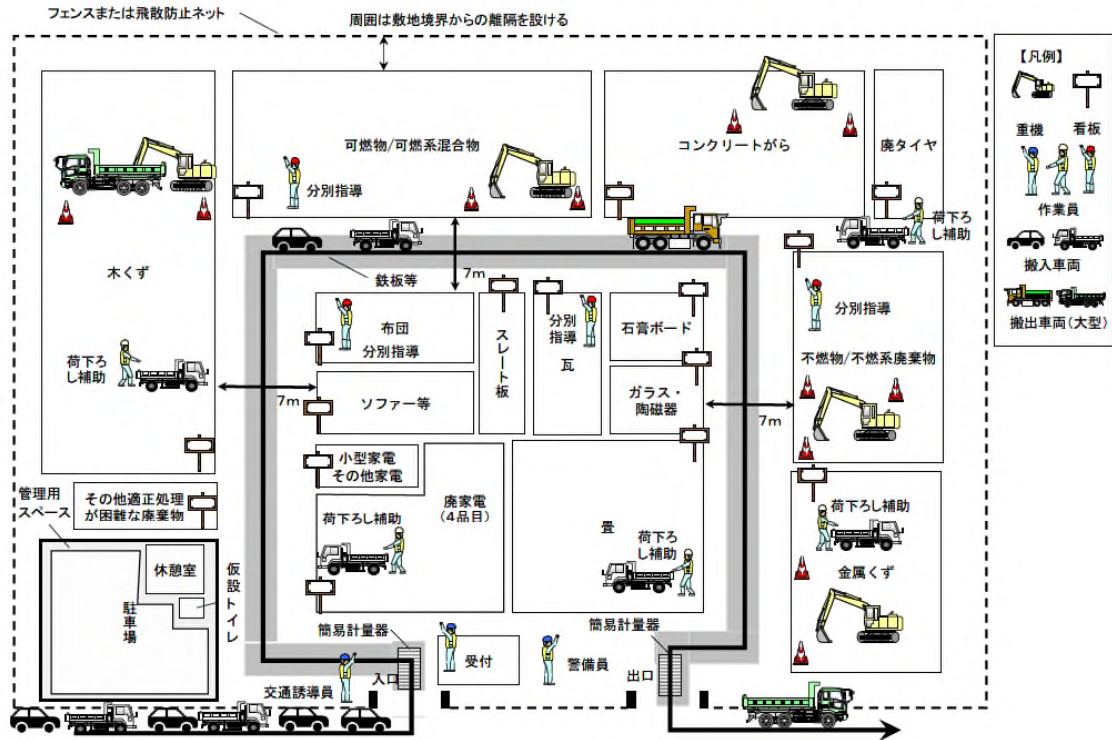 フェンスまたは飛散防止ネット
周囲は敷地境界からの離隔を設ける
【凡例】
重機
看板
作業員
搬入車両
搬出車両(大型)
可燃物/可燃系混合物
分別指導
コンクリートがら
廃タイヤ
荷下ろ
し補助
木くず
鉄板等
7m
布団
分別指導
スレート板
分別
指導
瓦
石膏ボード
分別指導
不燃物/不燃系廃棄物
荷下ろ
し補助
7m
ソファー等
ガラス・
陶磁器
7m
小型家電
その他家電
廃家電
(4品目)
荷下ろし補助
畳
荷下ろ
し補助
荷下ろし補助
金属くず
その他適正処理
が困難な廃棄物
管理用
スペース
休憩室
仮設トイレ
駐車場
簡易計量器
受付
簡易計量器
警備員
入口
出口
交通誘導員